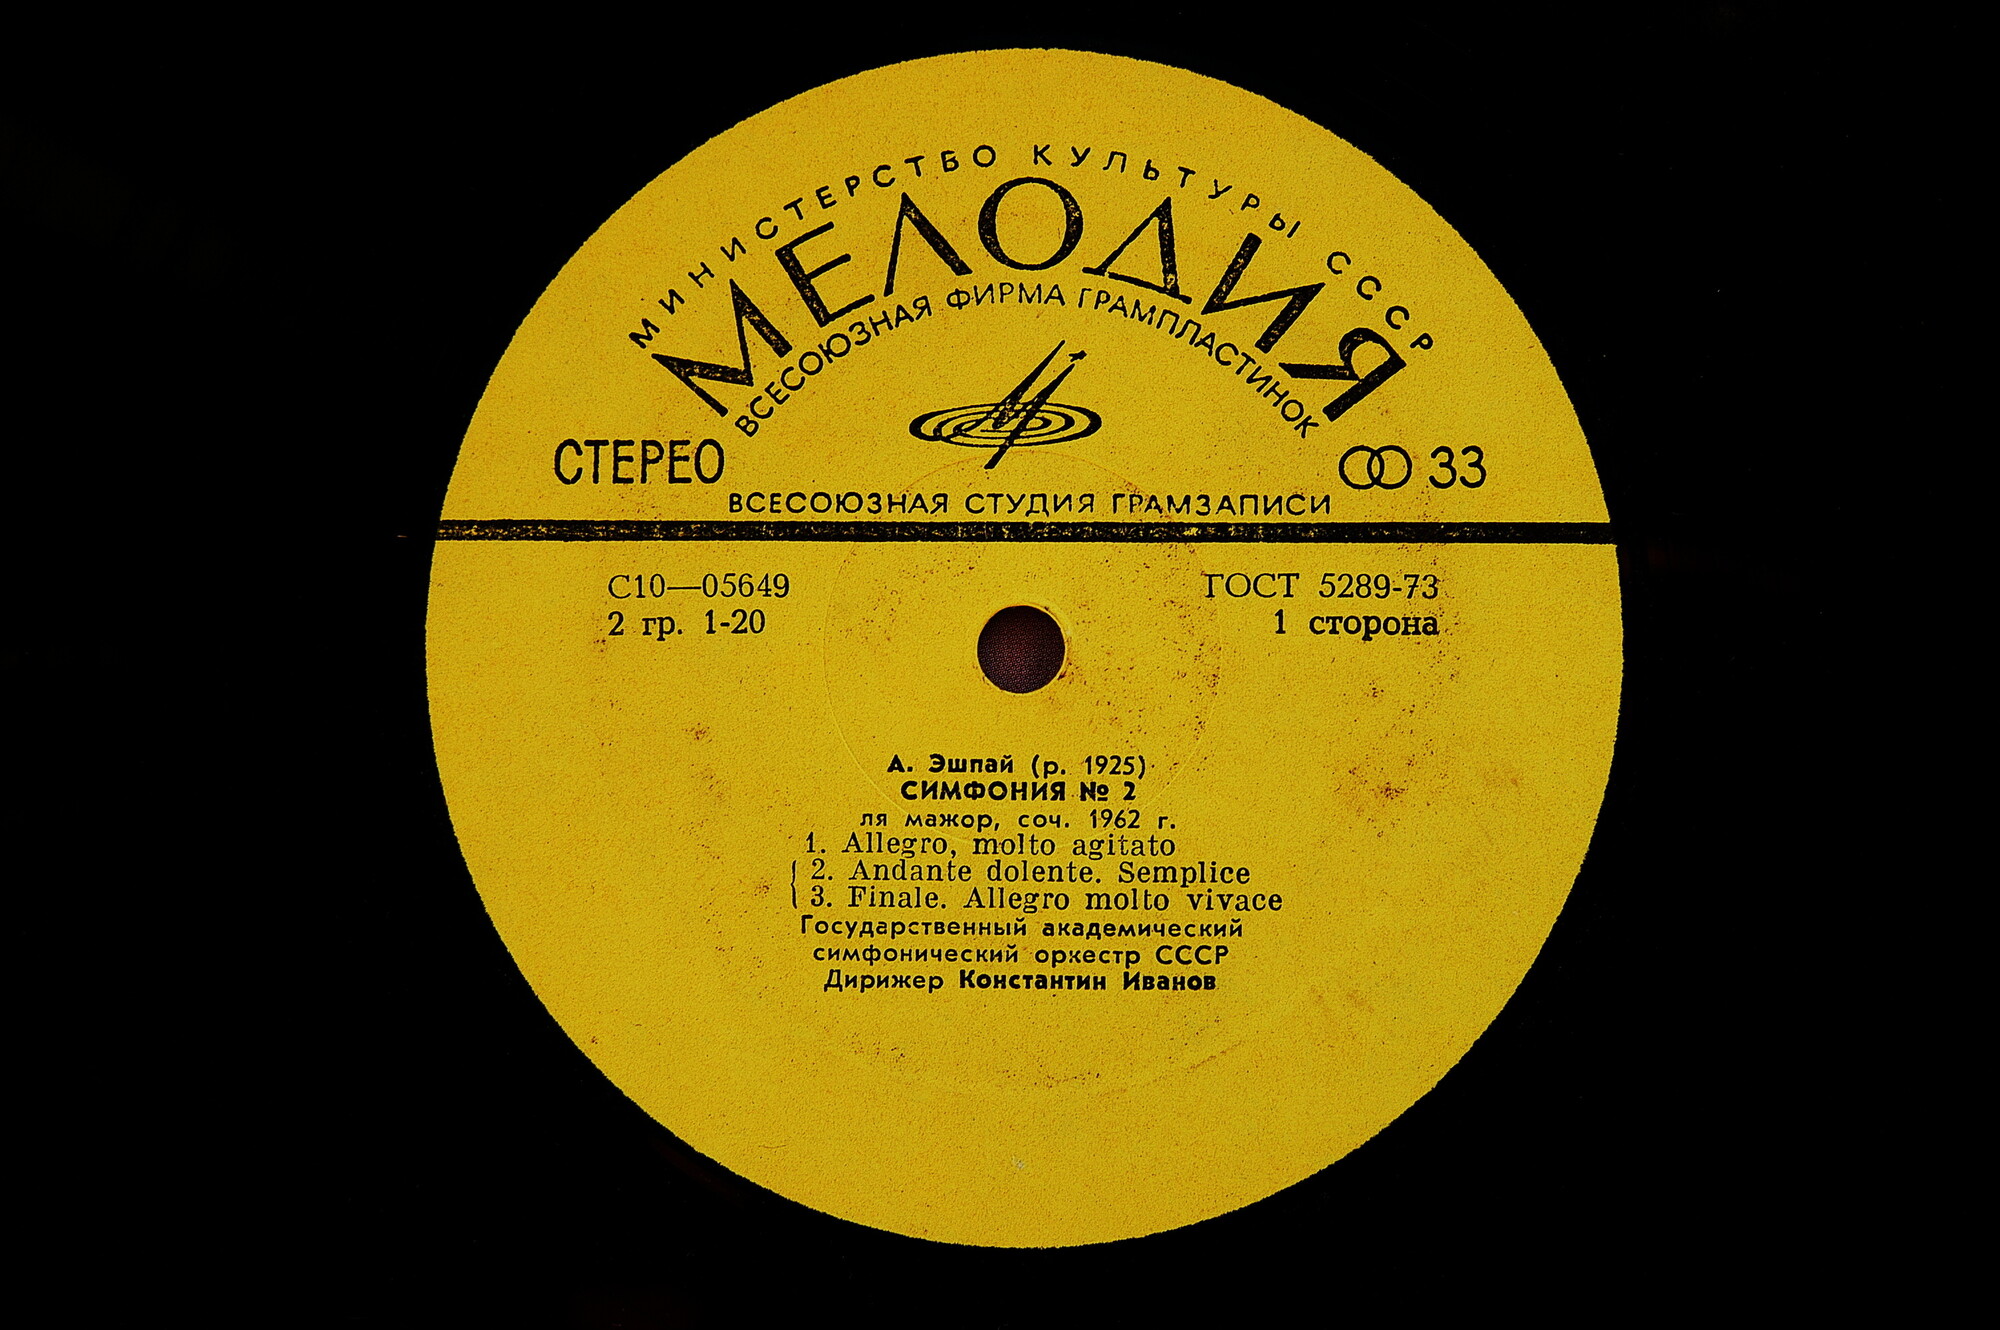 МИНИСТЕРСТВО КУЛЬТУРЫ СССР
МЕЛОДИЯ
ВСЕСОЮЗНАЯ ФИРМА ГРАМПЛАСТИНОК
СТЕРЕО
33
ВСЕСОЮЗНАЯ СТУДИЯ ГРАМЗАПИСИ
С10—05649
ГОСТ 5289-73
2 гр. 1-20
1 сторона
А. Эшпай (р. 1925)
СИМФОНИЯ № 2
ля мажор, соч. 1962 г.
1. Allegro, molto agitato
2. Andante dolente. Semplice
3. Finale. Allegro molto vivace
Государственный академический
симфонический оркестр СССР
Дирижер Константин Иванов